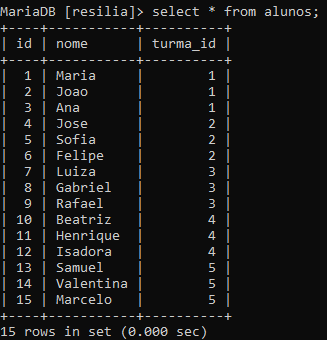 MariaDB [resilia]> select * from alunos;
+----+-----------+----------+
| id | nome      | turma_id |
+----+-----------+----------+
|  1 | Maria     |        1 |
|  2 | Joao      |        1 |
|  3 | Ana       |        1 |
|  4 | Jose      |        2 |
|  5 | Sofia     |        2 |
|  6 | Felipe    |        2 |
|  7 | Luiza     |        3 |
|  8 | Gabriel   |        3 |
|  9 | Rafael    |        3 |
| 10 | Beatriz   |        4 |
| 11 | Henrique  |        4 |
| 12 | Isadora   |        4 |
| 13 | Samuel    |        5 |
| 14 | Valentina |        5 |
| 15 | Marcelo   |        5 |
+----+-----------+----------+
15 rows in set (0.000 sec)